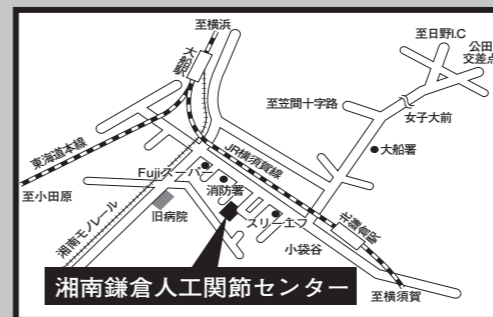 至横浜
至日野I.C
公田
交差点
大船駅
至笠間十字路
女子大前
東海道本線
JR横須賀線
大船署
Fujiスーパー
消防署
至小田原
旧病院
スリーエフ
北鎌倉駅
湘南モノレール
小袋谷
湘南鎌倉人工関節センター
至横須賀